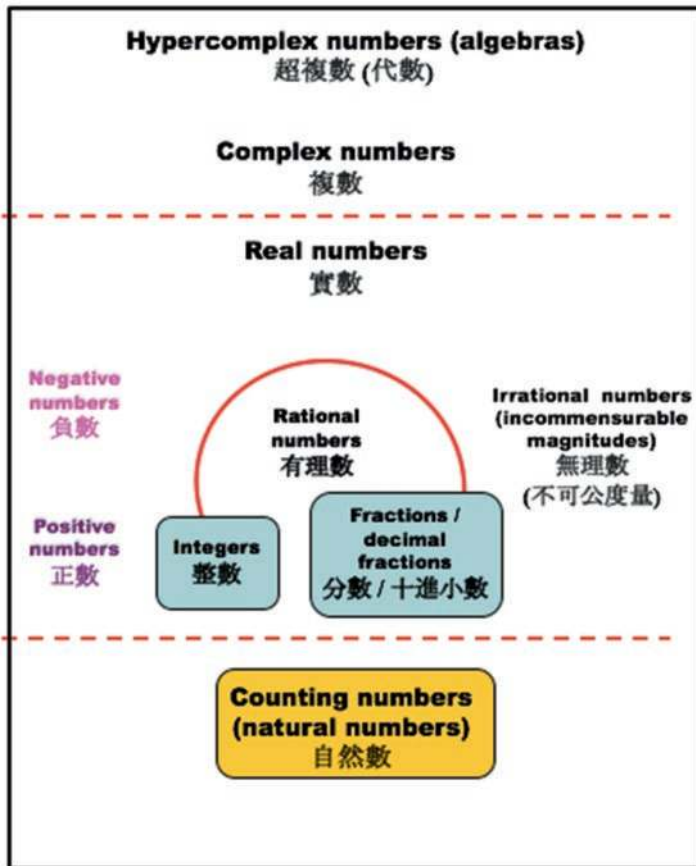 Hypercomplex numbers (algebras)
超複數 (代數)
Complex numbers
複數
Real numbers
實數
Negative
numbers
負數
Rational
numbers
有理數
Irrational numbers
(incommensurable
magnitudes)
無理數
(不可公度量)
Positive
numbers
正數
Integers
整數
Fractions /
decimal
fractions
分數 / 十進小數
Counting numbers
(natural numbers)
自然數